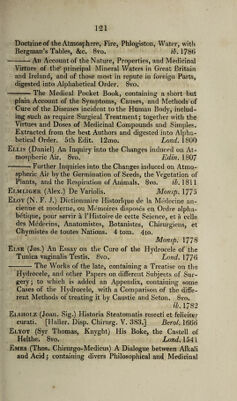 121
Doctrine of the Atmosphere, Fire, Phlogiston, Water, with
Bergman's Tables, &c. 8vo. ib. 1786
——— An Account of the Nature, Properties, and Medicinal
Virtues of the principal Mineral Waters in Great Britain
and Ireland, and of those most in repute in foreign Parts,
digested into Alphabetical Order. 8vo.
——— The Medical Pocket Book, containing a short but
plain Account of the Symptoms, Causes, and Methods of
Cure of the Diseases incident to the Human Body, includ-
ing such as require Surgical Treatment; together with the
Virtues and Doses of Medicinal Compounds and Simples.
Extracted from the best Authors and digested into Alpha-
betical Order. 5th Edit. 12mo. Lond. 1800
Ellis (Daniel) An Inquiry into the Changes induced on At-
mospheric Air. 8vo. Edin. 1807
——— Further Inquiries into the Changes induced on Atmo-
spheric Air by the Germination of Seeds, the Vegetation of
Plants, and the Respiration of Animals. 8vo. ib. 1811
Elmciger (Alex.) De Variolis. Monsp. 1775
Eloy (N. F. J.) Dictionnaire Historique de la Médecine an-
cienne et moderne, ou Mémoires disposés en Ordre alpha-
bétique, pour servir à l'Histoire de cette Science, et à celle
des Médecins, Anatomistes, Botanistes, Chirurgiens, et
Chymistes de toutes Nations. 4 tom. 4to.
Monsp. 1778
Else (Jos.) An Essay on the Cure of the Hydrocele of the
Tunica vaginalis Testis. 8vo. Lond. 1776
——— The Works of the late, containing a Treatise on the
Hydrocele, and other Papers on different Subjects of Sur-
gery; to which is added an Appendix, containing some
Cases of the Hydrocele, with a Comparison of the diffe-
rent Methods of treating it by Caustic and Seton. 8vo.
ib. 1782
Elsholz (Joan. Sig.) Historia Steatomatis resecti et feliciter
curati. [Haller. Disp. Chirurg. V. 383.] Berol. 1666
Elyot (Syr Thomas, Knyght) His Boke, the Castell of
Helthe. 8vo. Lond. 1541
Emes (Thos. Chirurgo-Medicus) A Dialogue between Alkali
and Acid; containing divers Philosophical and Medicinal